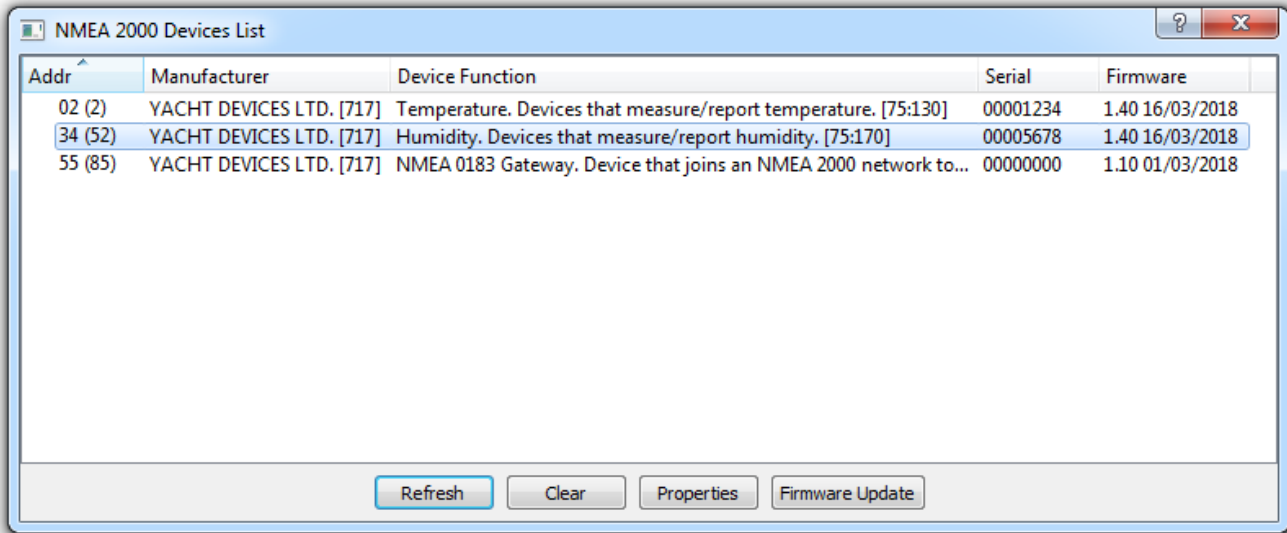 NMEA 2000 Devices List
Addr Manufacturer Device Function Serial Firmware
02 (2) YACHT DEVICES LTD. [717] Temperature. Devices that measure/report temperature. [75:130] 00001234 1.40 16/03/2018
34 (52) YACHT DEVICES LTD. [717] Humidity. Devices that measure/report humidity. [75:170] 00005678 1.40 16/03/2018
55 (85) YACHT DEVICES LTD. [717] NMEA 0183 Gateway. Device that joins an NMEA 2000 network to... 00000000 1.10 01/03/2018
Refresh Clear Properties Firmware Update